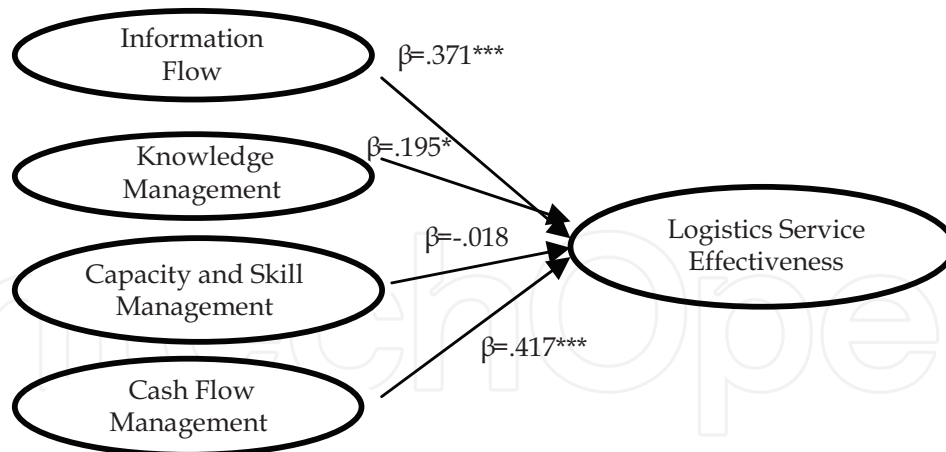 Information
Flow
β=.371***
Knowledge
Management
β=.195*
Capacity and Skill
Management
β=-.018
Cash Flow
Management
β=.417***
Logistics Service
Effectiveness